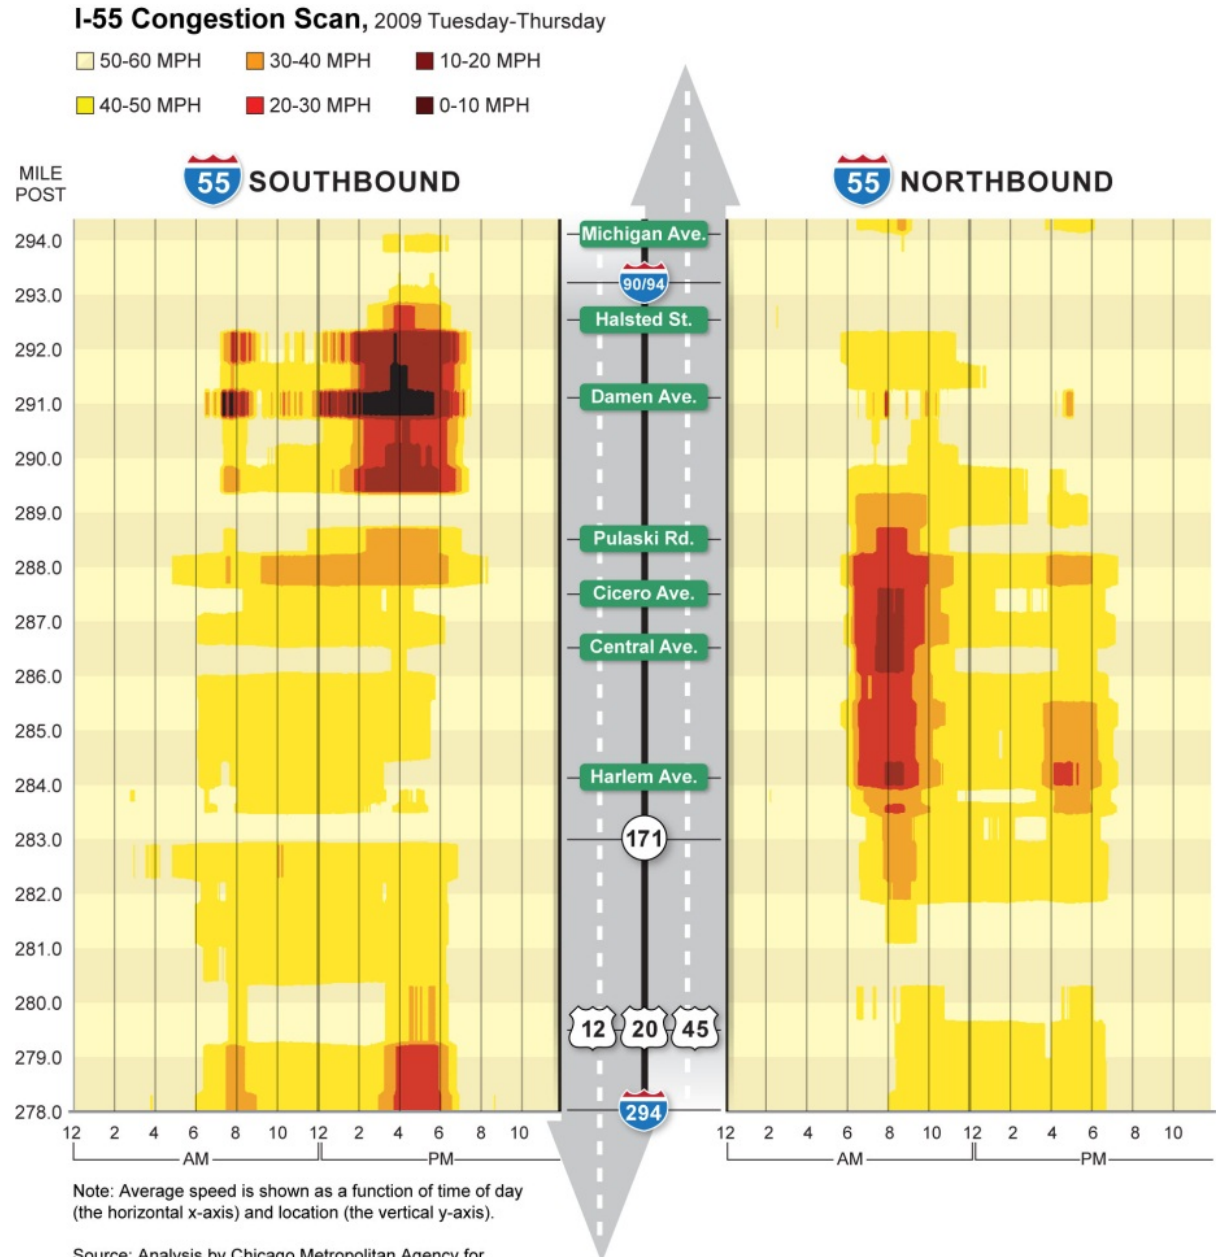 I-55 Congestion Scan, 2009 Tuesday-Thursday
50-60 MPH
30-40 MPH
10-20 MPH
40-50 MPH
20-30 MPH
0-10 MPH
MILE
POST
55 SOUTHBOUND
55 NORTHBOUND
294.0
293.0
292.0
291.0
290.0
289.0
288.0
287.0
286.0
285.0
284.0
283.0
282.0
281.0
280.0
279.0
278.0
Michigan Ave.
90/94
Halsted St.
Damen Ave.
Pulaski Rd.
Cicero Ave.
Central Ave.
Harlem Ave.
171
12 20 45
294
12 2 4 6 8 10 12 2 4 6 8 10
AM PM
12 2 4 6 8 10 12 2 4 6 8 10
AM PM
Note: Average speed is shown as a function of time of day
(the horizontal x-axis) and location (the vertical y-axis).
Source: Analysis by Chicago Metropolitan Agency for